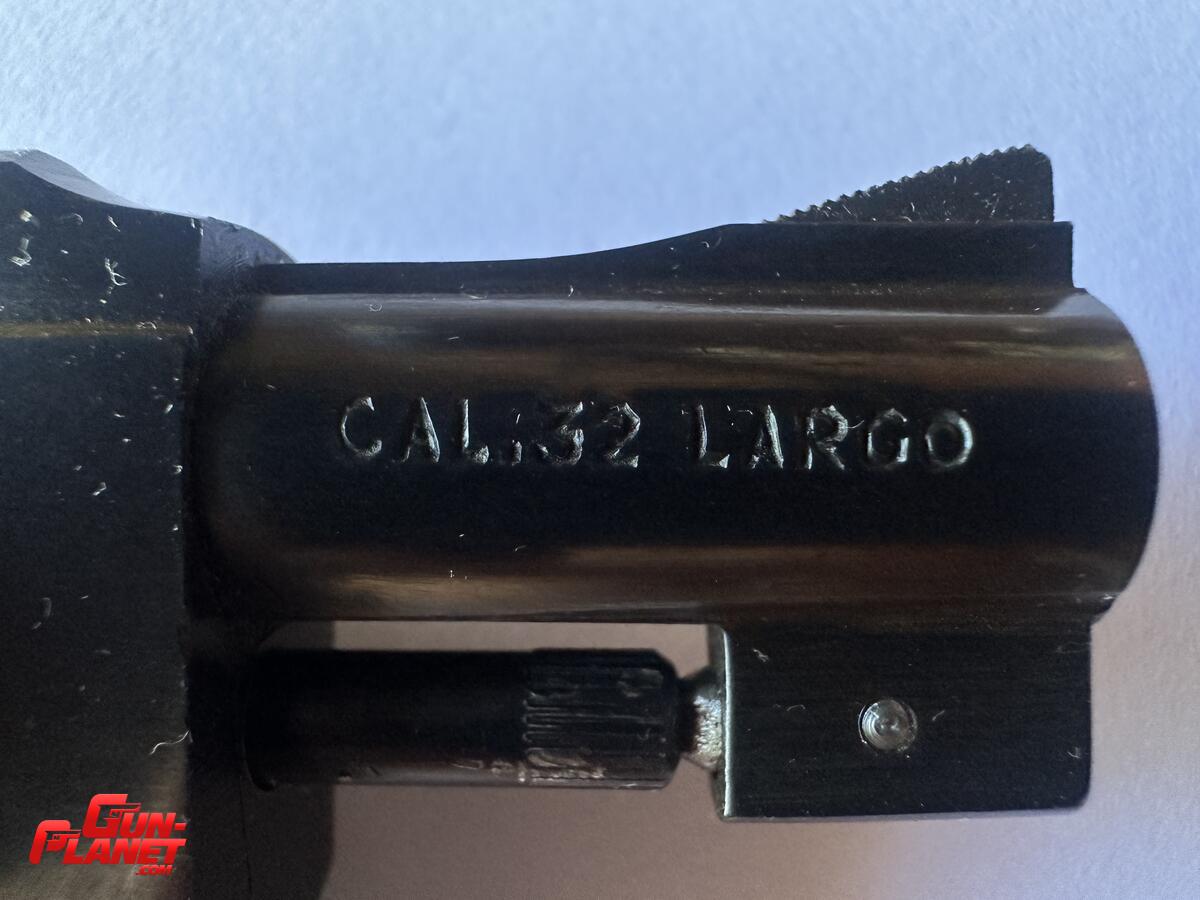 CAL.32 LARGO
GUN-
PLANET
.COM